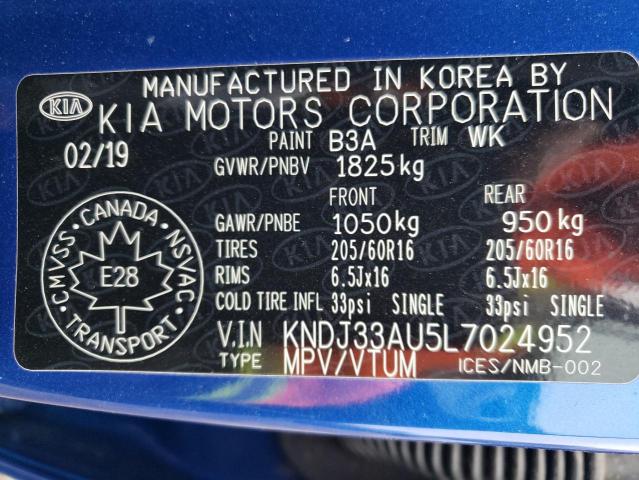 MANUFACTURED IN KOREA BY
KIA KIA MOTORS CORPORATION
02/19 PAINT B3A TRIM WK
GVWR/PNBV 1825kg
FRONT REAR
GAWR/PNBE 1050kg 950kg
TIRES 205/60R16 205/60R16
RIMS 6.5Jx16 6.5Jx16
COLD TIRE INFL 33psi SINGLE 33psi SINGLE
V.I.N KNDJ33AU5L7024952
TYPE MPV/VTUM ICES/NMB-002
CANADA
CMVSS NSVAC
E28
TRANSPORT